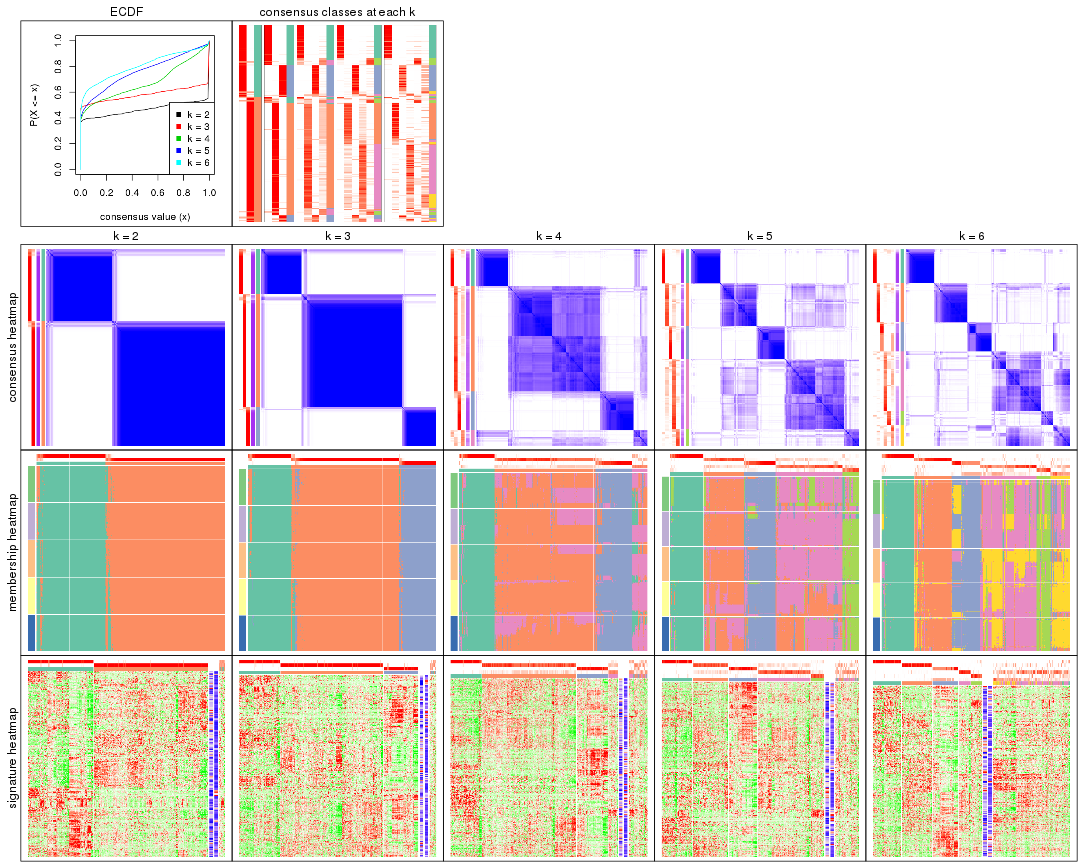 ECDF
consensus classes at each k
P(X <= x)
0.0 0.2 0.4 0.6 0.8 1.0
k = 2
k = 3
k = 4
k = 5
k = 6
0.0 0.2 0.4 0.6 0.8 1.0
consensus value (x)
k = 2
k = 3
k = 4
k = 5
k = 6
consensus heatmap
membership heatmap
signature heatmap